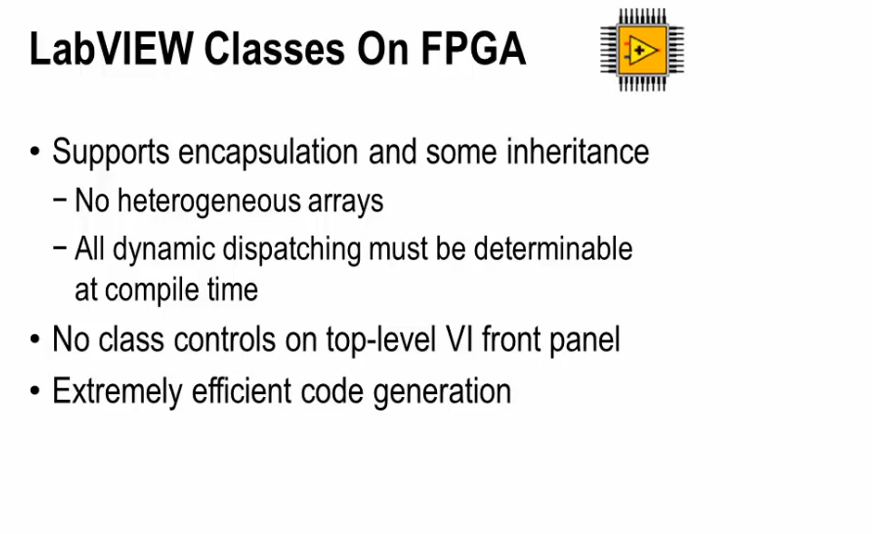 LabVIEW Classes On FPGA
• Supports encapsulation and some inheritance
− No heterogeneous arrays
− All dynamic dispatching must be determinable
at compile time
• No class controls on top-level VI front panel
• Extremely efficient code generation